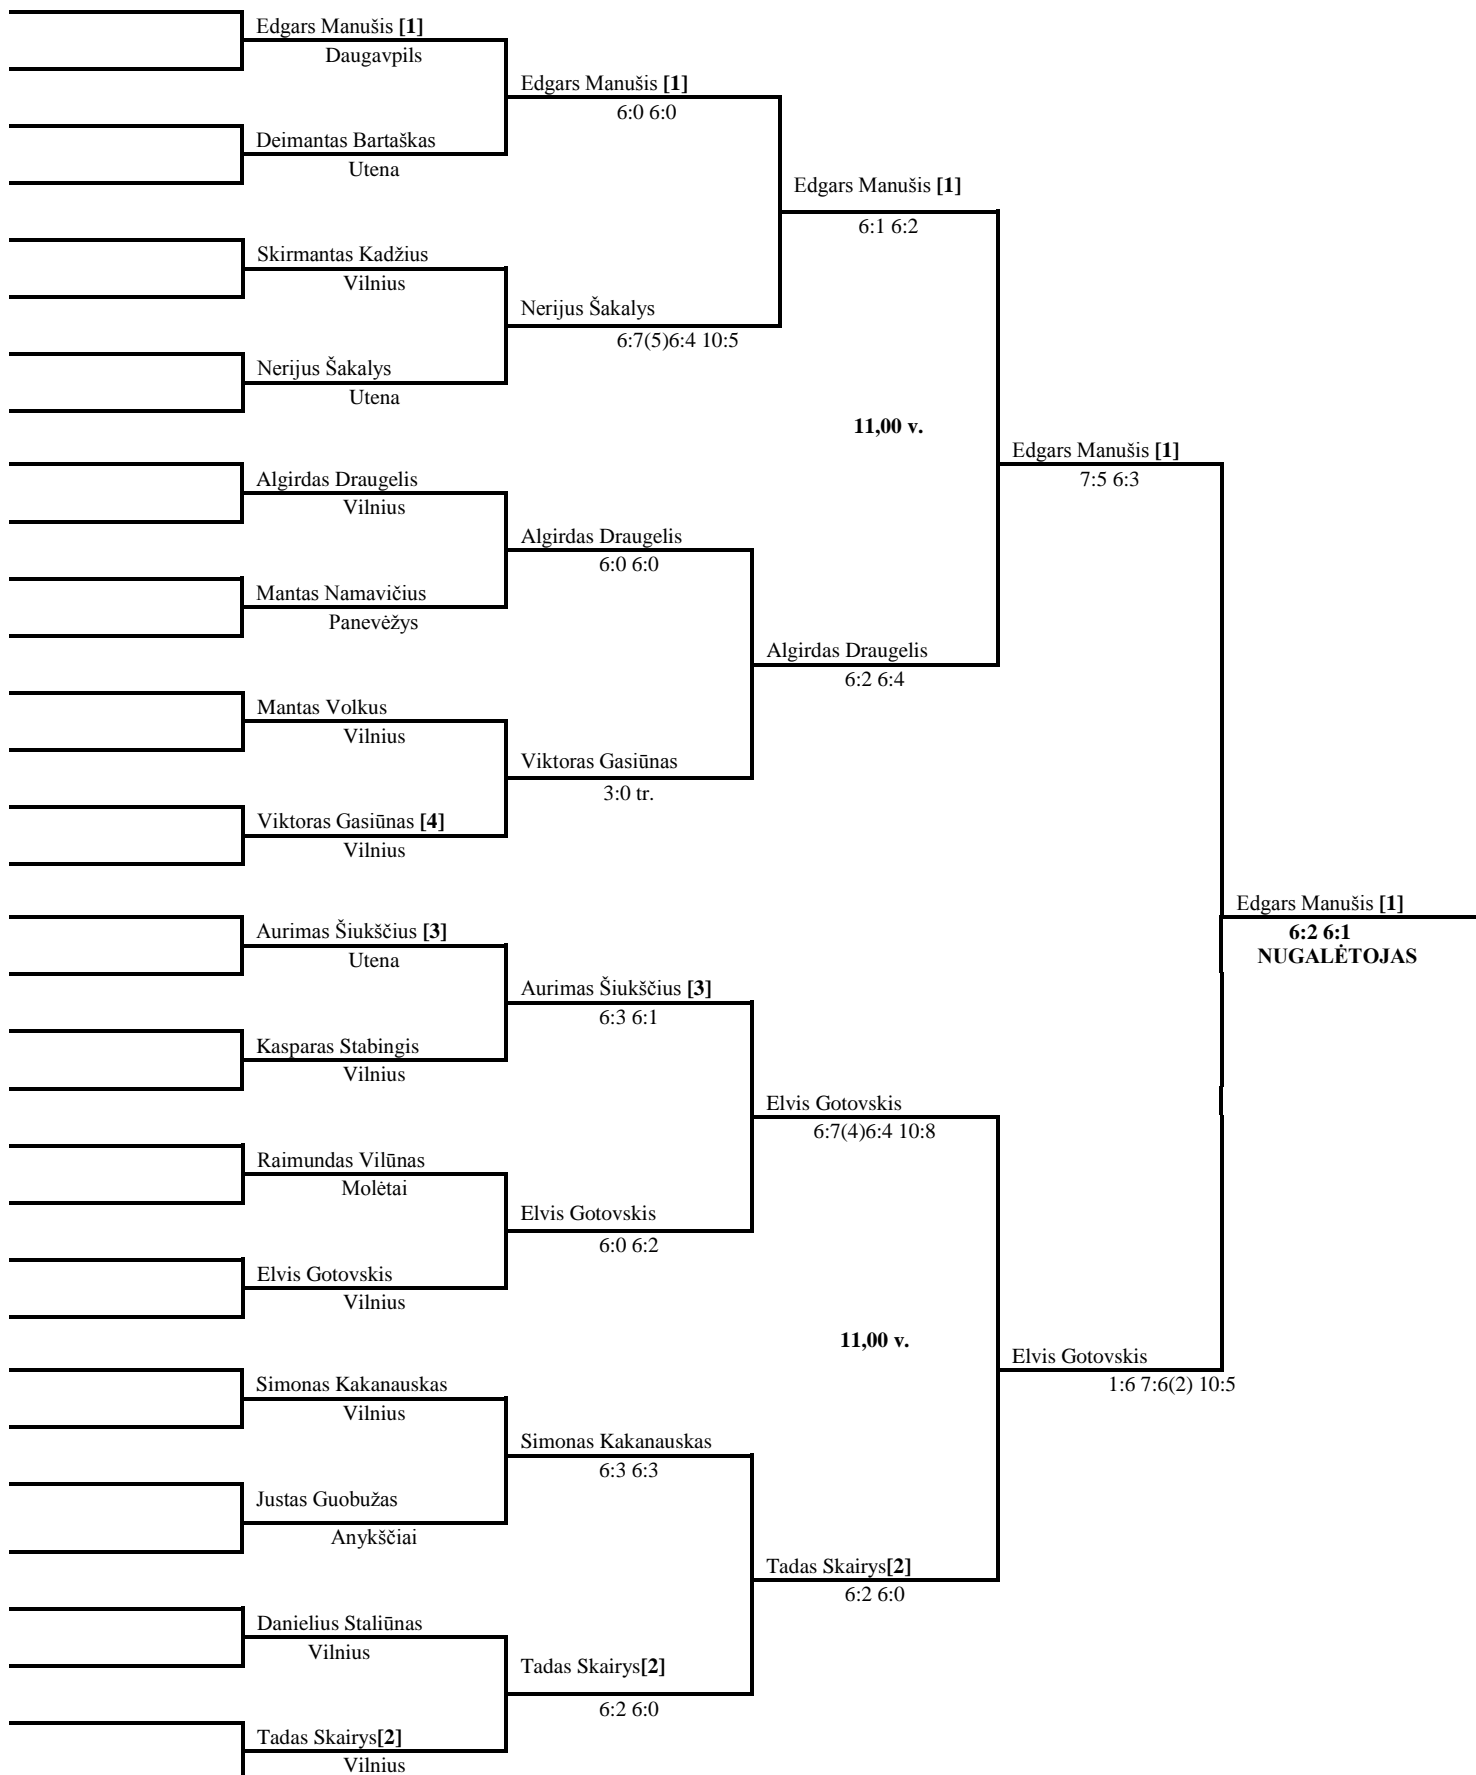 Edgars Manušis [1]
Daugavpils
Edgars Manušis [1]
6:0 6:0
Deimantas Bartaškas
Utena
Edgars Manušis [1]
6:1 6:2
Skirmantas Kadžius
Vilnius
Nerijus Šakalys
6:7(5)6:4 10:5
Nerijus Šakalys
Utena
11,00 v.
Edgars Manušis [1]
7:5 6:3
Algirdas Draugelis
Vilnius
Algirdas Draugelis
6:0 6:0
Mantas Namavičius
Panevėžys
Algirdas Draugelis
6:2 6:4
Mantas Volkus
Vilnius
Viktoras Gasiūnas
3:0 tr.
Viktoras Gasiūnas [4]
Vilnius
Edgars Manušis [1]
6:2 6:1
NUGALĖTOJAS
Aurimas Šiukščius [3]
Utena
Aurimas Šiukščius [3]
6:3 6:1
Kasparas Stabingis
Vilnius
Elvis Gotovskis
6:7(4)6:4 10:8
Raimundas Vilūnas
Molėtai
Elvis Gotovskis
6:0 6:2
Elvis Gotovskis
Vilnius
11,00 v.
Elvis Gotovskis
1:6 7:6(2) 10:5
Simonas Kakanauskas
Vilnius
Simonas Kakanauskas
6:3 6:3
Justas Guobužas
Anykščiai
Tadas Skairys[2]
6:2 6:0
Danielius Staliūnas
Vilnius
Tadas Skairys[2]
6:2 6:0
Tadas Skairys[2]
Vilnius